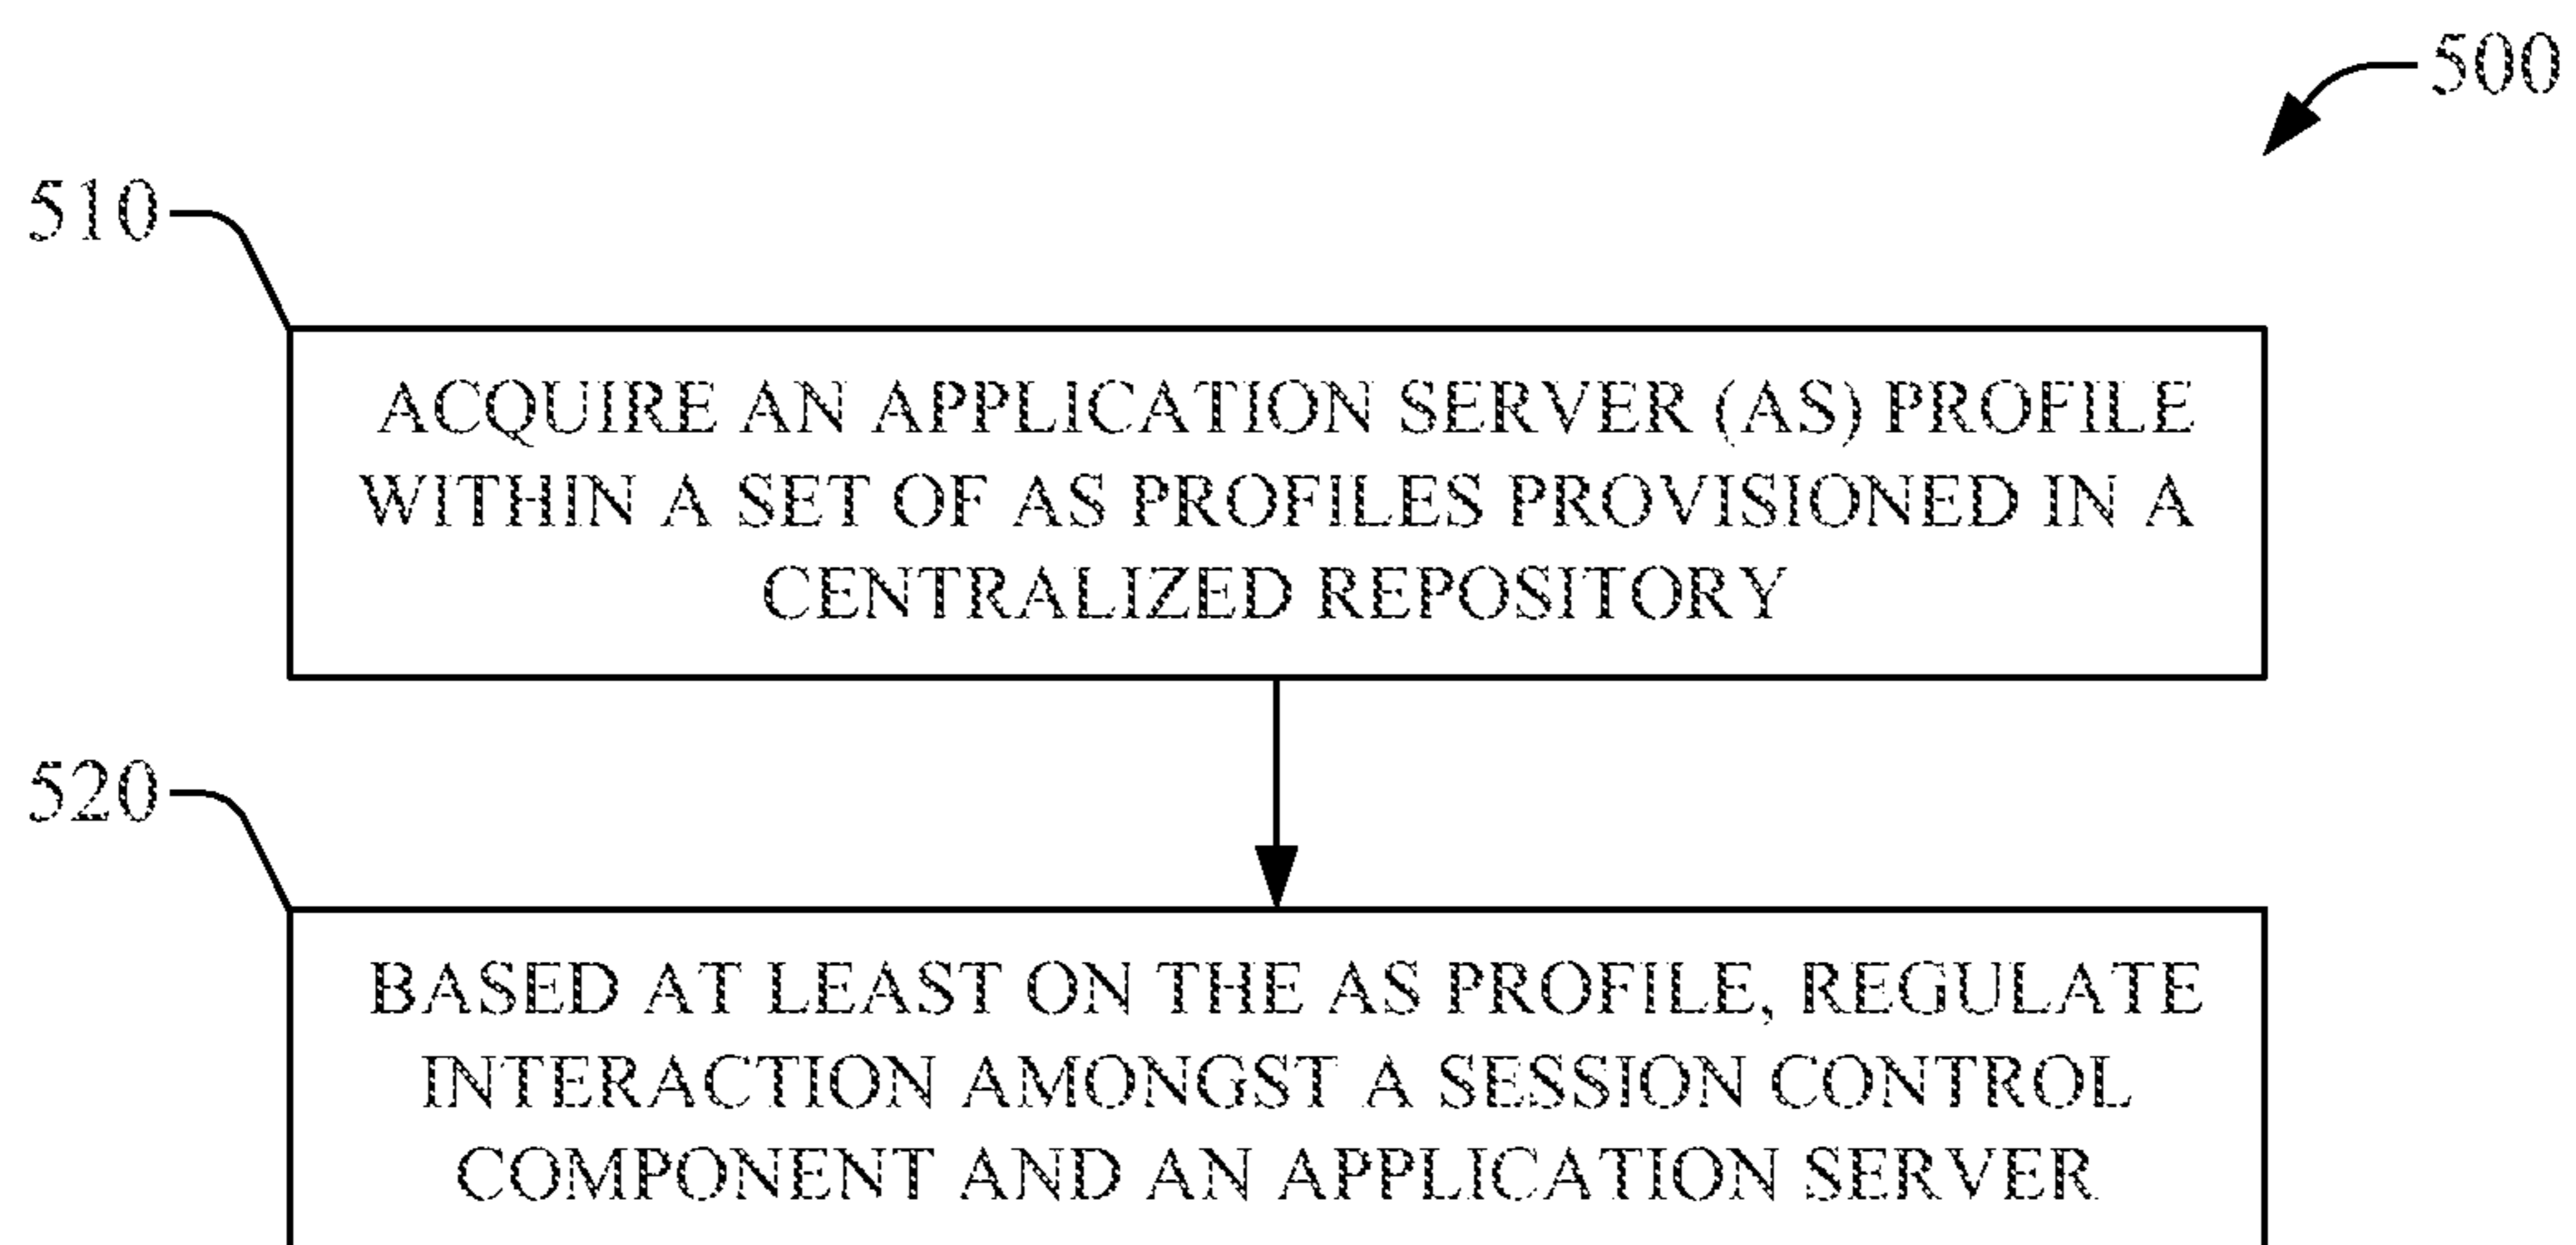 500
510
ACQUIRE AN APPLICATION SERVER (AS) PROFILE
WITHIN A SET OF AS PROFILES PROVISIONED IN A
CENTRALIZED REPOSITORY
520
BASED AT LEAST ON THE AS PROFILE, REGULATE
INTERACTION AMONGST A SESSION CONTROL
COMPONENT AND AN APPLICATION SERVER